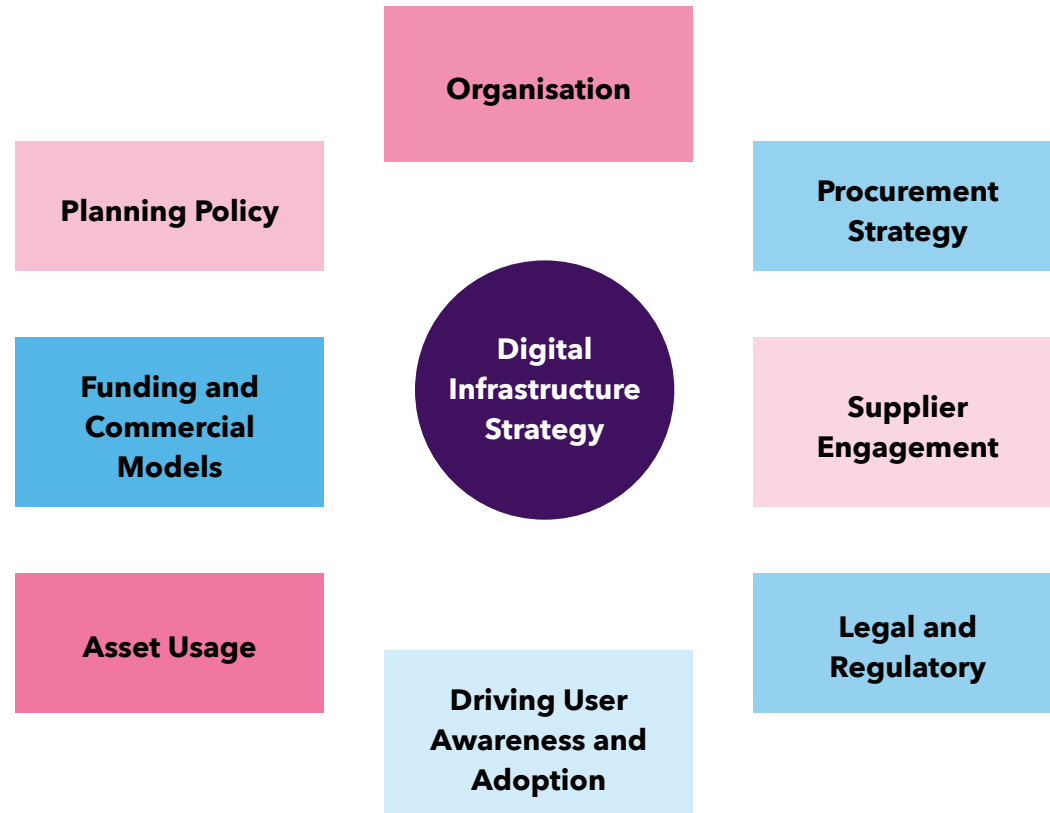 Organisation
Planning Policy
Procurement
Strategy
Digital
Infrastructure
Strategy
Funding and
Commercial
Models
Supplier
Engagement
Asset Usage
Legal and
Regulatory
Driving User
Awareness and
Adoption